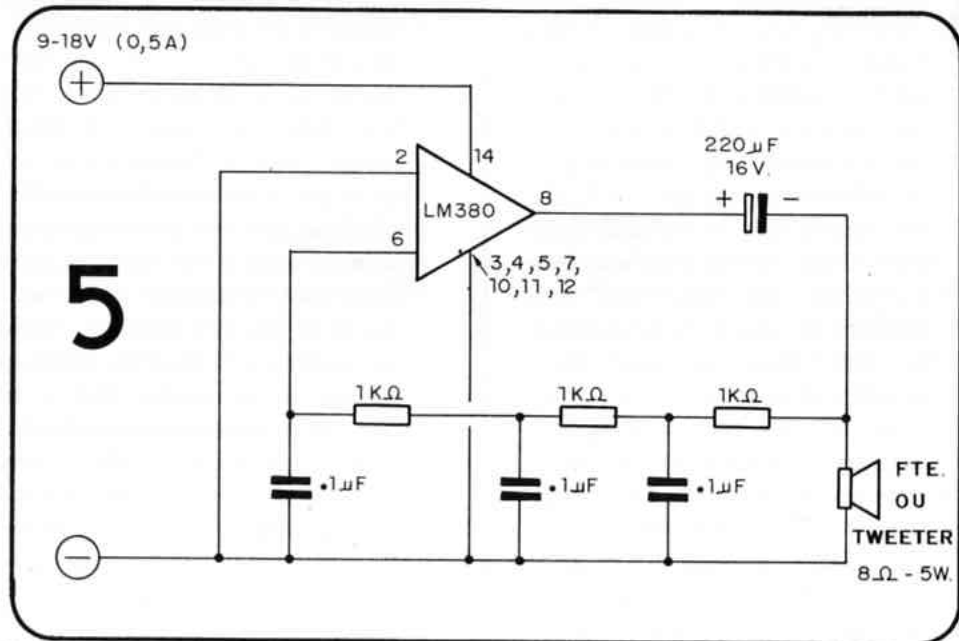 9-18V (0,5A)
+
2
14
LM380
8
6
3,4,5,7,
10,11,12
220µF
16V.
+ -
5
1KΩ
1KΩ
1KΩ
.1µF
.1µF
.1µF
FTE.
OU
TWEETER
8Ω - 5W.
-